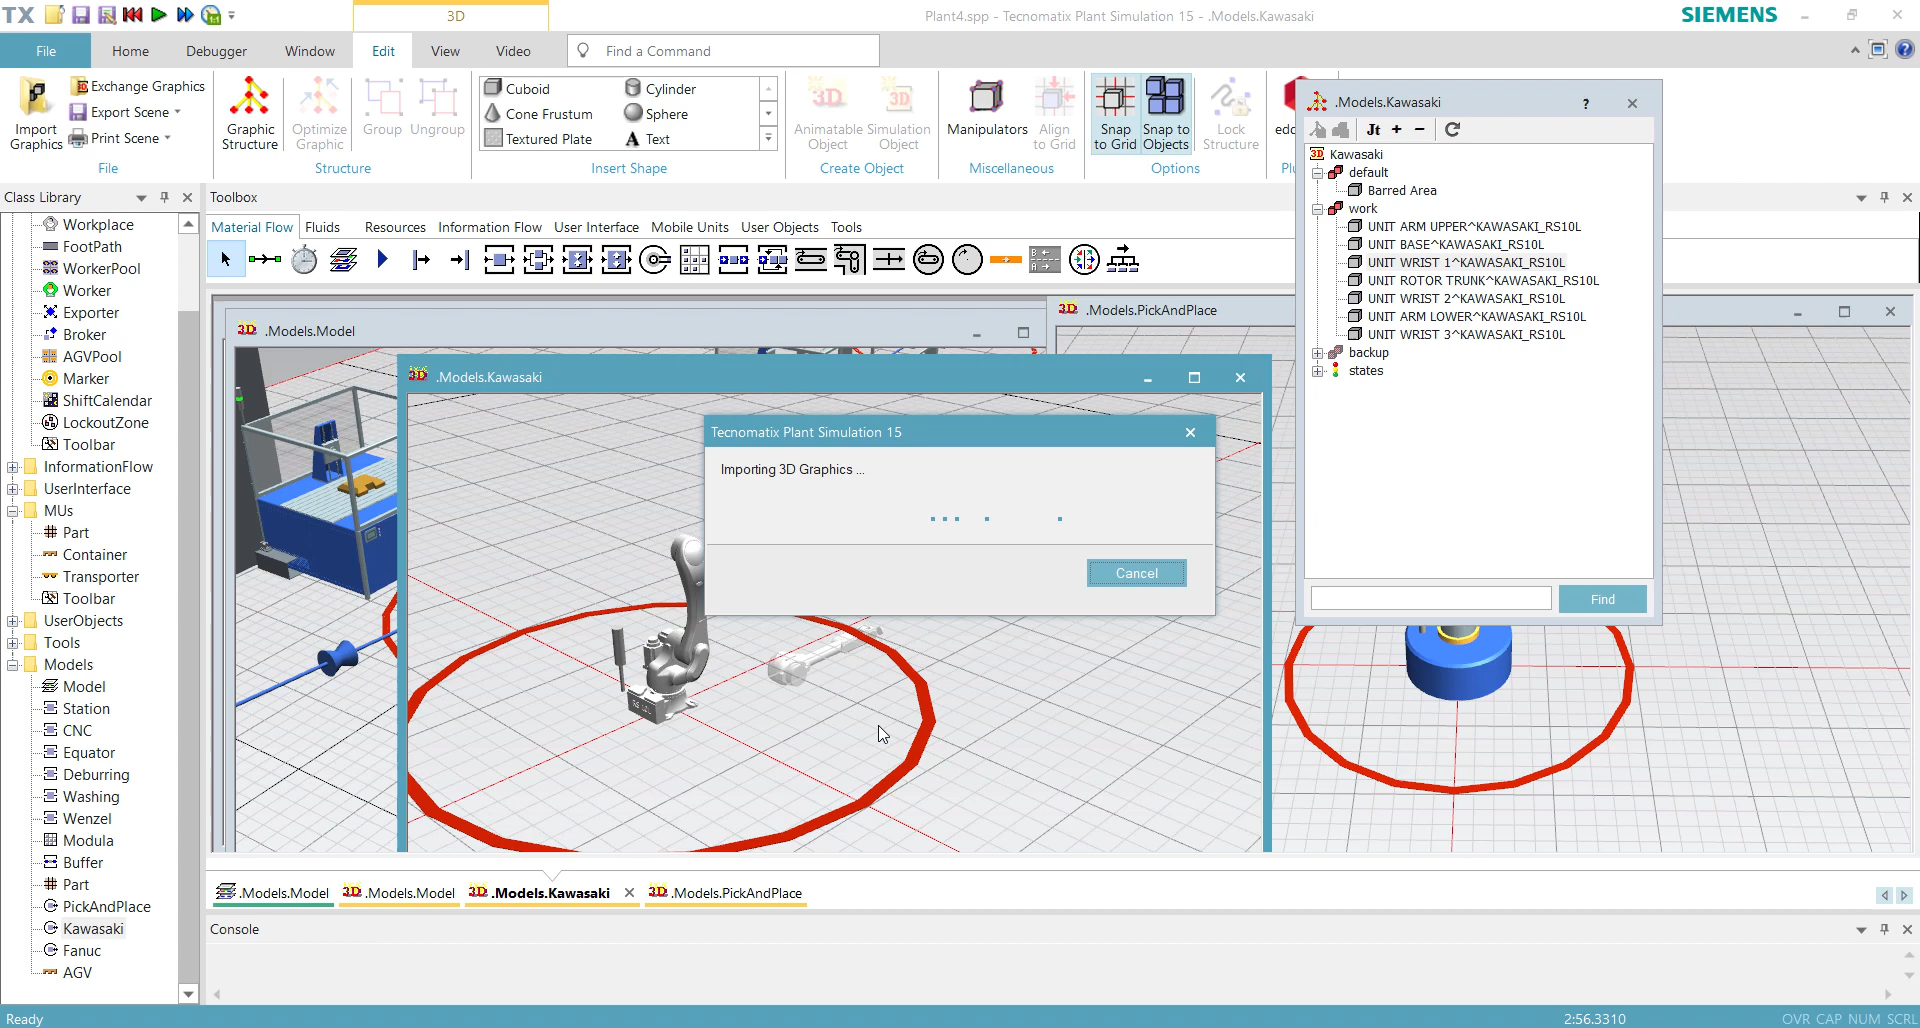 TX
3D
Plant4.spp - Tecnomatix Plant Simulation 15 - .Models.Kawasaki
SIEMENS
File
Home
Debugger
Window
Edit
View
Video
Find a Command
Import Graphics
Exchange Graphics
Export Scene
Print Scene
File
Graphic Structure
Optimize Graphic
Group
Ungroup
Structure
Cuboid
Cylinder
Cone Frustum
Sphere
Textured Plate
Text
Insert Shape
Animatable Object
Simulation Object
Create Object
Manipulators
Align to Grid
Miscellaneous
Snap to Grid
Snap to Objects
Lock Structure
Options
Class Library
Workplace
FootPath
WorkerPool
Worker
Exporter
Broker
AGVPool
Marker
ShiftCalendar
LockoutZone
Toolbar
InformationFlow
UserInterface
MUs
Part
Container
Transporter
Toolbar
UserObjects
Tools
Models
Model
Station
CNC
Equator
Deburring
Washing
Wenzel
Modula
Buffer
Part
PickAndPlace
Kawasaki
Fanuc
AGV
Toolbox
Material Flow
Fluids
Resources
Information Flow
User Interface
Mobile Units
User Objects
Tools
3D .Models.Model
3D .Models.PickAndPlace
3D .Models.Kawasaki
Tecnomatix Plant Simulation 15
Importing 3D Graphics ...
Cancel
.Models.Kawasaki
?
Jt + −
3D Kawasaki
default
Barred Area
work
UNIT ARM UPPER^KAWASAKI_RS10L
UNIT BASE^KAWASAKI_RS10L
UNIT WRIST 1^KAWASAKI_RS10L
UNIT ROTOR TRUNK^KAWASAKI_RS10L
UNIT WRIST 2^KAWASAKI_RS10L
UNIT ARM LOWER^KAWASAKI_RS10L
UNIT WRIST 3^KAWASAKI_RS10L
backup
states
Find
.Models.Model
3D .Models.Model
3D .Models.Kawasaki
3D .Models.PickAndPlace
Console
Ready
2:56.3310
OVR CAP NUM SCRL